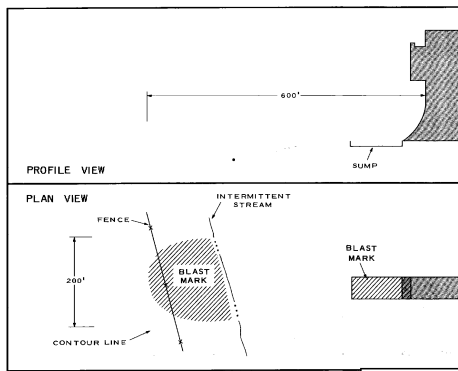 600'
SUMP
PROFILE VIEW
PLAN VIEW
INTERMITTENT
STREAM
FENCE
BLAST
MARK
200'
BLAST
MARK
CONTOUR LINE